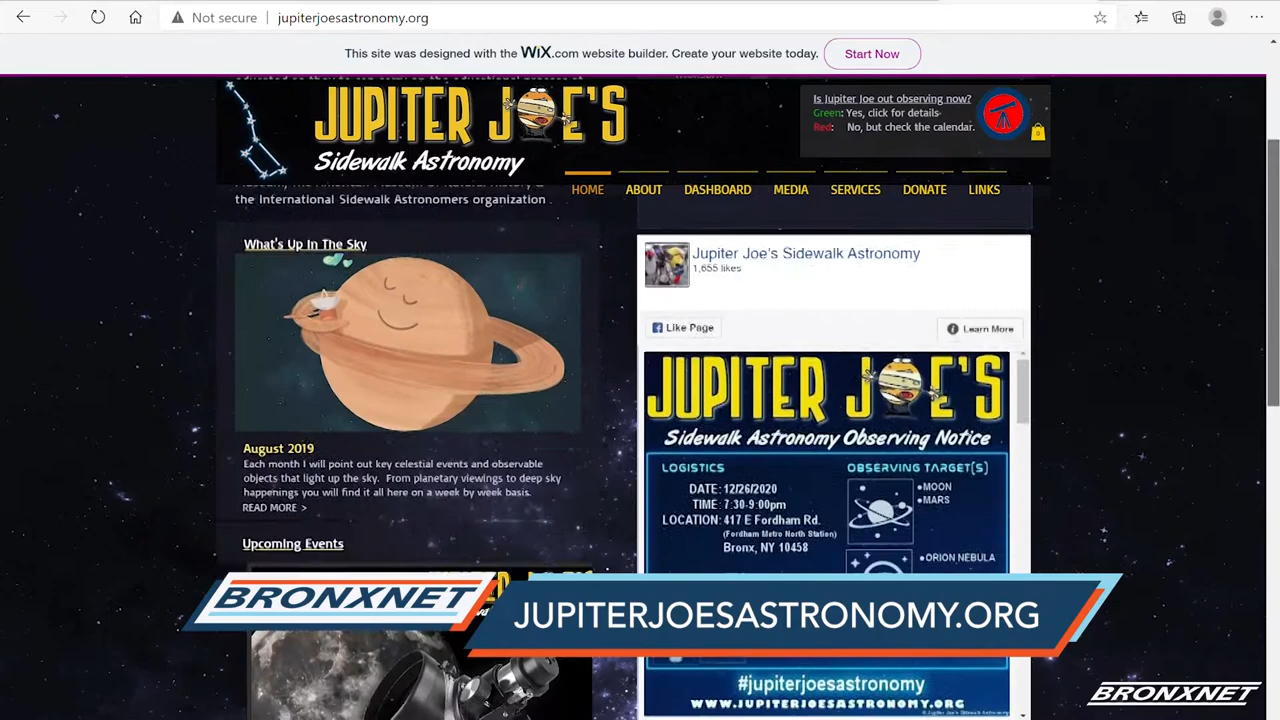 Not secure
jupiterjoesastronomy.org
This site was designed with the WiX.com website builder. Create your website today.
Start Now
JUPITER JOE'S
Sidewalk Astronomy
Is Jupiter Joe out observing now?
Green: Yes, click for details
Red: No, but check the calendar.
0
HOME
ABOUT
DASHBOARD
MEDIA
SERVICES
DONATE
LINKS
the International Sidewalk Astronomers organization .
What's Up In The Sky
August 2019
Each month I will point out key celestial events and observable
objects that light up the sky. From planetary viewings to deep sky
happenings you will find it all here on a week by week basis.
READ MORE >
Upcoming Events
Jupiter Joe's Sidewalk Astronomy
1,655 likes
Like Page
Learn More
JUPITER JOE'S
Sidewalk Astronomy Observing Notice
LOGISTICS
DATE: 12/26/2020
TIME: 7:30-9:00pm
LOCATION: 417 E Fordham Rd.
(Fordham Metro North Station)
Bronx, NY 10458
OBSERVING TARGET(S)
•MOON
•MARS
•ORION NEBULA
#jupiterjoesastronomy
WWW.JUPITERJOESASTRONOMY.ORG
BRONXNET
JUPITERJOESASTRONOMY.ORG
BRONXNET